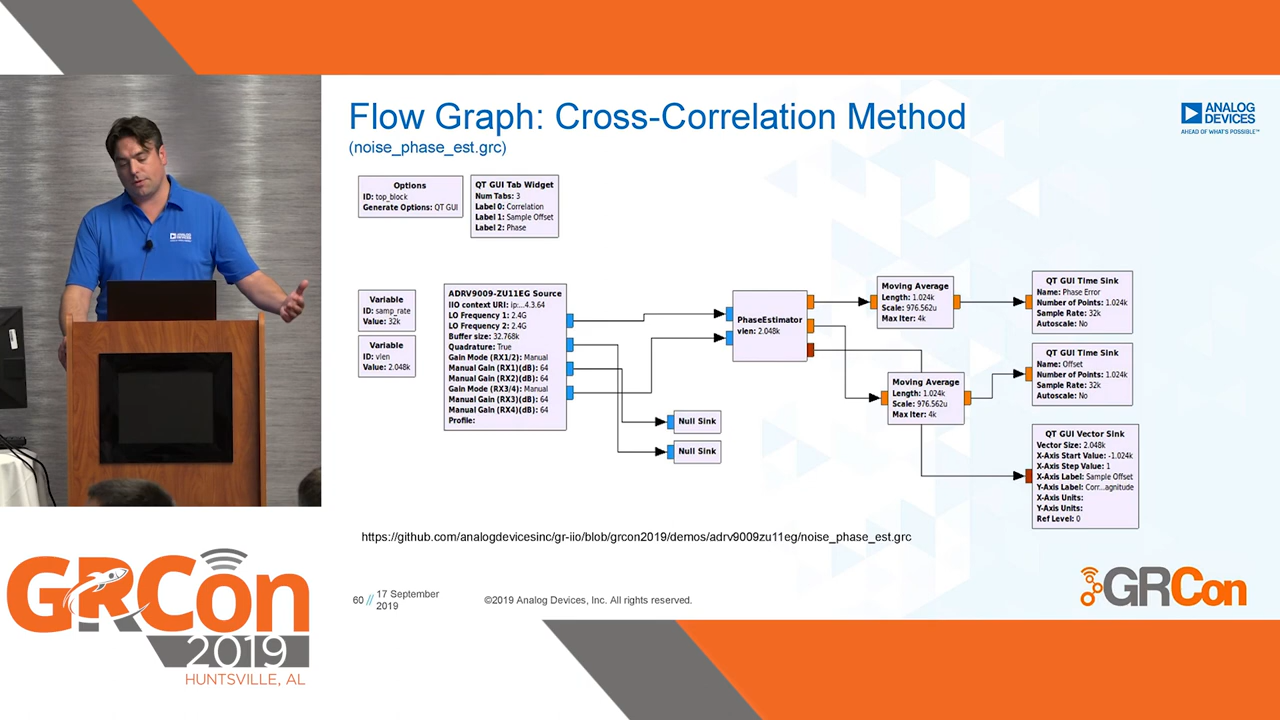 Flow Graph: Cross-Correlation Method
(noise_phase_est.grc)
ANALOG
DEVICES
AHEAD OF WHAT'S POSSIBLE™
Options
ID: top_block
Generate Options: QT GUI
QT GUI Tab Widget
Num Tabs: 3
Label 0: Correlation
Label 1: Sample Offset
Label 2: Phase
Variable
ID: samp_rate
Value: 32k
Variable
ID: vlen
Value: 2.048k
ADRV9009-ZU11EG Source
IIO context URI: ip:...4.3.64
LO Frequency 1: 2.4G
LO Frequency 2: 2.4G
Buffer size: 32.768k
Quadrature: True
Gain Mode (RX1/2): Manual
Manual Gain (RX1)(dB): 64
Manual Gain (RX2)(dB): 64
Gain Mode (RX3/4): Manual
Manual Gain (RX3)(dB): 64
Manual Gain (RX4)(dB): 64
Profile:
Null Sink
Null Sink
PhaseEstimator
vlen: 2.048k
Moving Average
Length: 1.024k
Scale: 976.562u
Max Iter: 4k
Moving Average
Length: 1.024k
Scale: 976.562u
Max Iter: 4k
QT GUI Time Sink
Name: Phase Error
Number of Points: 1.024k
Sample Rate: 32k
Autoscale: No
QT GUI Time Sink
Name: Offset
Number of Points: 1.024k
Sample Rate: 32k
Autoscale: No
QT GUI Vector Sink
Vector Size: 2.048k
X-Axis Start Value: -1.024k
X-Axis Step Value: 1
X-Axis Label: Sample Offset
Y-Axis Label: Corr...agnitude
X-Axis Units:
Y-Axis Units:
Ref Level: 0
https://github.com/analogdevicesinc/gr-iio/blob/grcon2019/demos/adrv9009zu11eg/noise_phase_est.grc
60 // 17 September
2019
©2019 Analog Devices, Inc. All rights reserved.
GRCon
GRCon
2019
HUNTSVILLE, AL